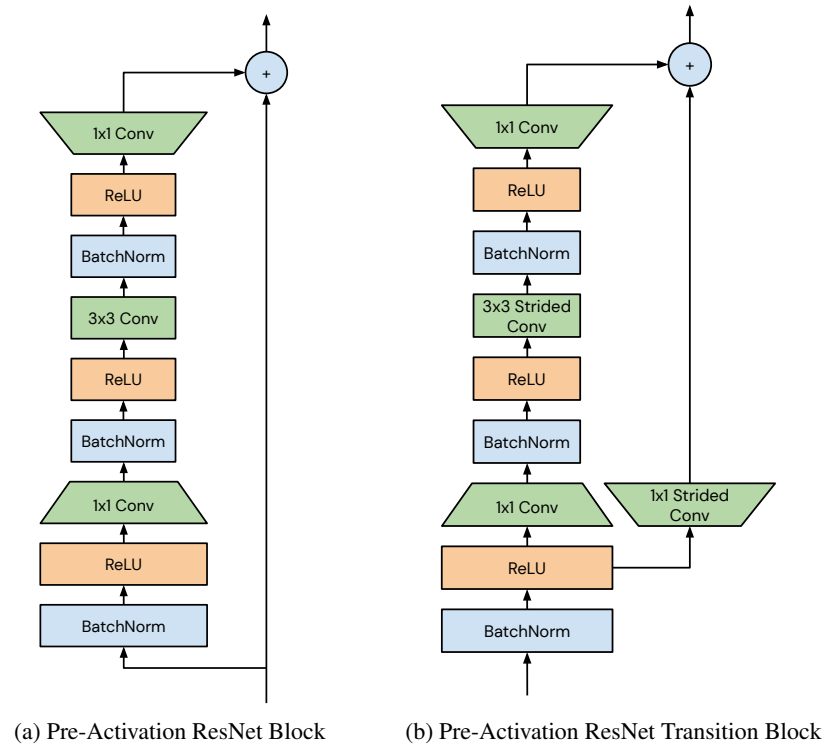 +
1x1 Conv
ReLU
BatchNorm
3x3 Conv
ReLU
BatchNorm
1x1 Conv
ReLU
BatchNorm
(a) Pre-Activation ResNet Block
+
1x1 Conv
ReLU
BatchNorm
3x3 Strided
Conv
ReLU
BatchNorm
1x1 Conv
1x1 Strided
Conv
ReLU
BatchNorm
(b) Pre-Activation ResNet Transition Block